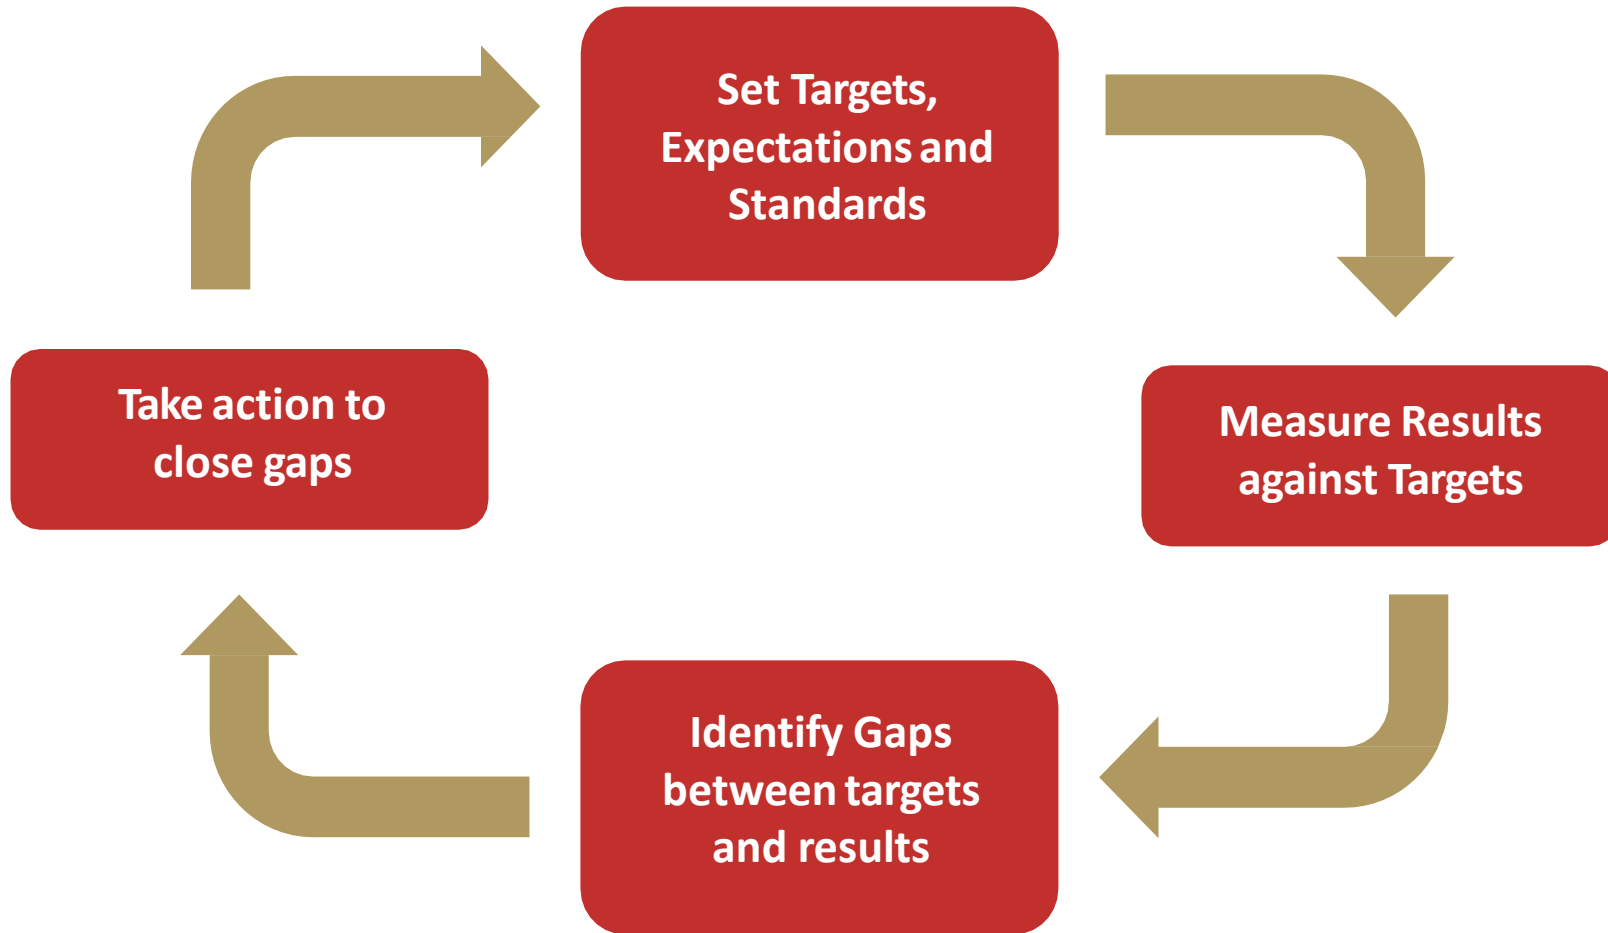 Set Targets,
Expectations and
Standards
Measure Results
against Targets
Identify Gaps
between targets
and results
Take action to
close gaps